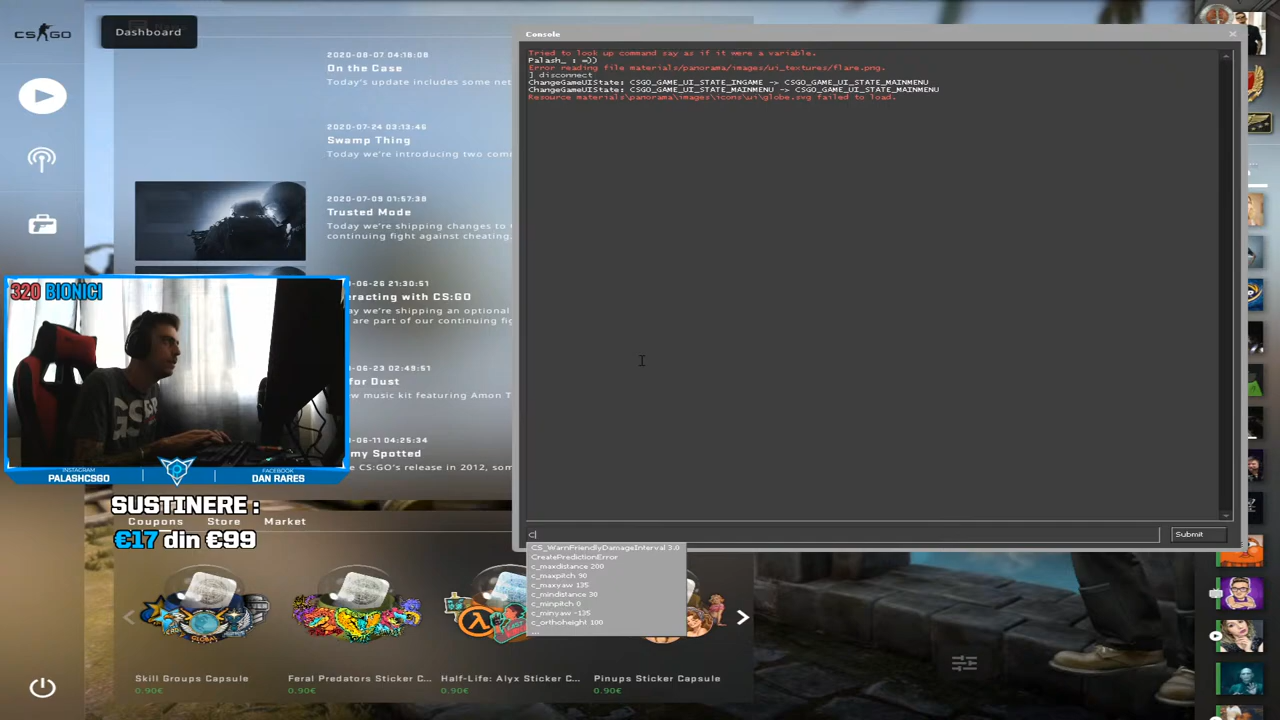 CS GO
Dashboard
2020-08-07 04:18:08
On the Case
Today's update includes some net
2020-07-24 03:13:46
Swamp Thing
Today we're introducing two com
2020-07-09 01:57:38
Trusted Mode
Today we're shipping changes to
continuing fight against cheating.
-06-26 21:30:51
eracting with CS:GO
ay we're shipping an optional
are part of our continuing fig
0-06-23 02:49:51
for Dust
ew music kit featuring Amon T
0-06-11 04:25:34
my Spotted
e CS:GO's release in 2012, som
Console
Tried to look up command say as if it were a variable.
Palash_ : =))
Error reading file materials/panorama/images/ui_textures/flare.png.
] disconnect
ChangeGameUIState: CSGO_GAME_UI_STATE_INGAME -> CSGO_GAME_UI_STATE_MAINMENU
ChangeGameUIState: CSGO_GAME_UI_STATE_MAINMENU -> CSGO_GAME_UI_STATE_MAINMENU
Resource materials\panorama\images\icons\ui\globe.svg failed to load.
c
Submit
CS_WarnFriendlyDamageInterval 3.0
CreatePredictionError
c_maxdistance 200
c_maxpitch 90
c_maxyaw 135
c_mindistance 30
c_minpitch 0
c_minyaw -135
c_orthoheight 100
...
320 BIONICI
INSTAGRAM
PALASHCSGO
FACEBOOK
DAN RARES
SUSTINERE :
€17 din €99
Coupons Store Market
Skill Groups Capsule
0.90€
Feral Predators Sticker C...
0.90€
Half-Life: Alyx Sticker C...
0.90€
Pinups Sticker Capsule
0.90€